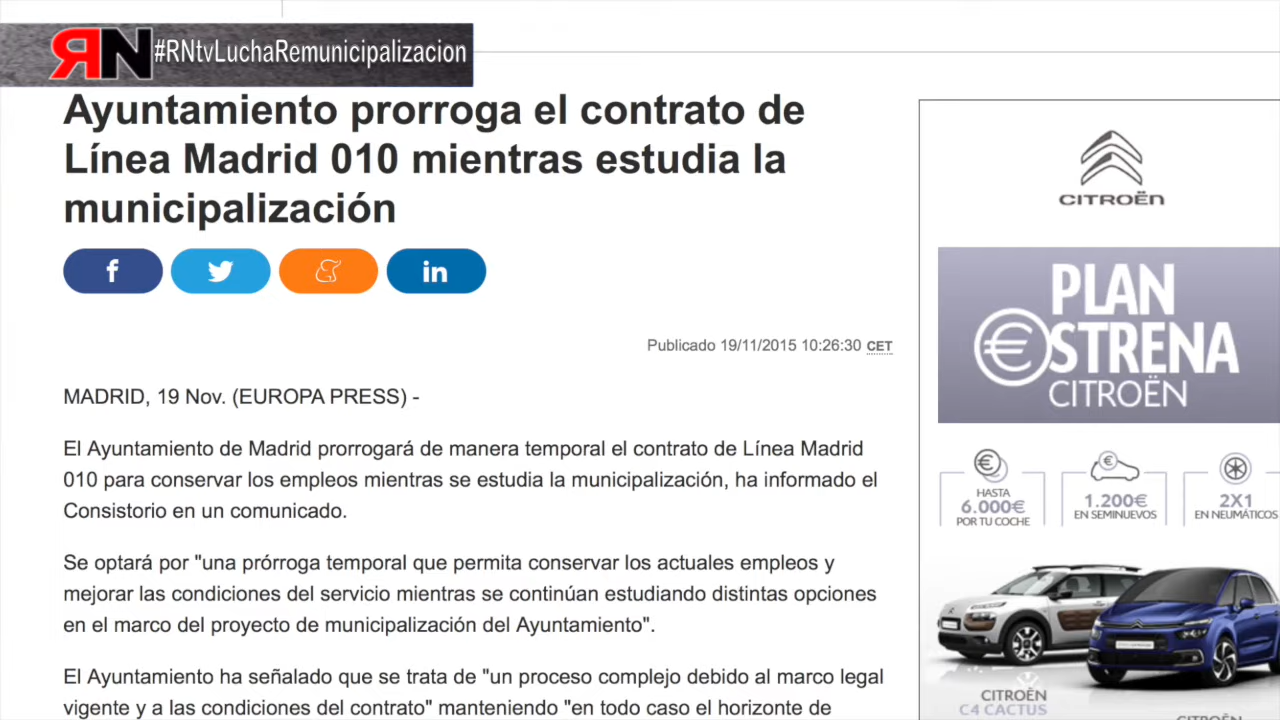 RN #RNtvLuchaRemunicipalizacion
Ayuntamiento prorroga el contrato de
Línea Madrid 010 mientras estudia la
municipalización
f
in
Publicado 19/11/2015 10:26:30 CET
MADRID, 19 Nov. (EUROPA PRESS) -
El Ayuntamiento de Madrid prorrogará de manera temporal el contrato de Línea Madrid
010 para conservar los empleos mientras se estudia la municipalización, ha informado el
Consistorio en un comunicado.
Se optará por "una prórroga temporal que permita conservar los actuales empleos y
mejorar las condiciones del servicio mientras se continúan estudiando distintas opciones
en el marco del proyecto de municipalización del Ayuntamiento".
El Ayuntamiento ha señalado que se trata de "un proceso complejo debido al marco legal
vigente y a las condiciones del contrato" manteniendo "en todo caso el horizonte de
CITROËN
PLAN
€STRENA
CITROËN
HASTA
6.000€
POR TU COCHE
1.200€
EN SEMINUEVOS
2X1
EN NEUMÁTICOS
CITROËN
C4 CACTUS
CITROËN